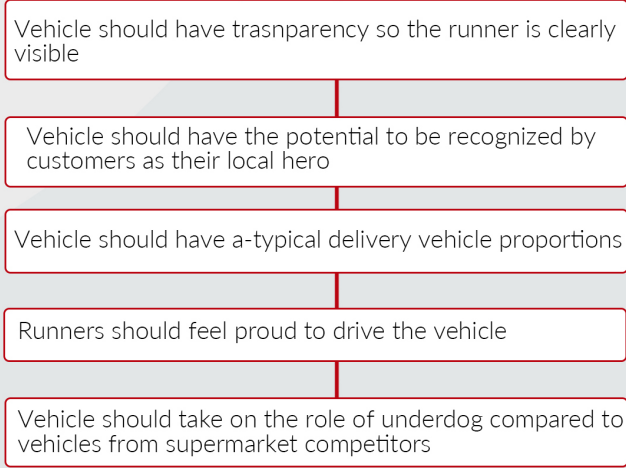 Vehicle should have trasnparency so the runner is clearly
visible
Vehicle should have the potential to be recognized by
customers as their local hero
Vehicle should have a-typical delivery vehicle proportions
Runners should feel proud to drive the vehicle
Vehicle should take on the role of underdog compared to
vehicles from supermarket competitors